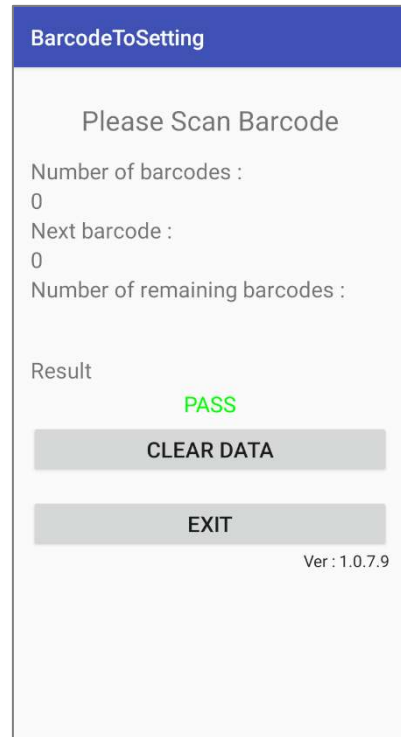 BarcodeToSetting
Please Scan Barcode
Number of barcodes :
0
Next barcode :
0
Number of remaining barcodes :
Result
PASS
CLEAR DATA
EXIT
Ver : 1.0.7.9